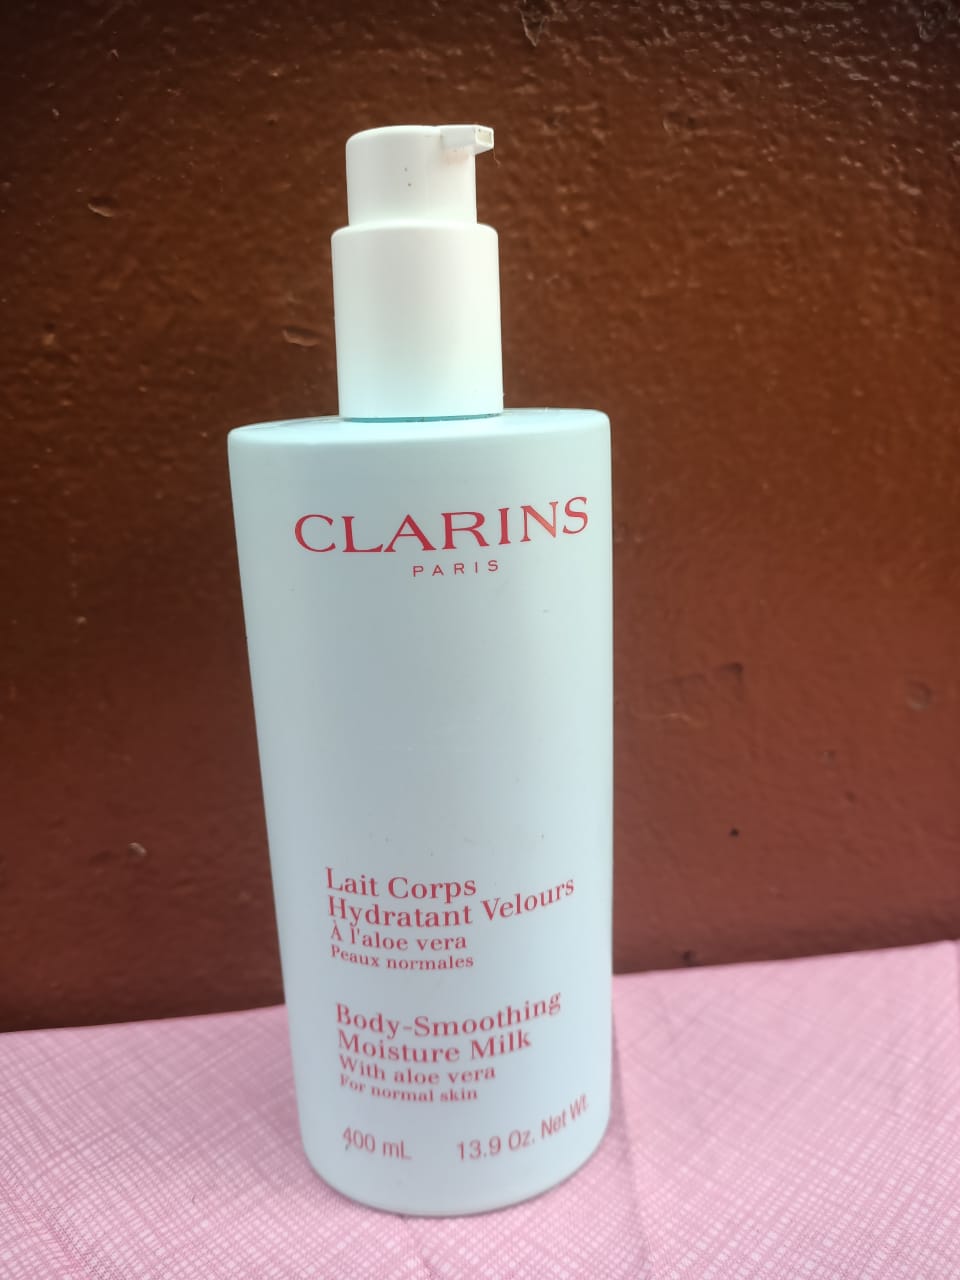 CLARINS
PARIS
Lait Corps
Hydratant Velours
À l'aloe vera
Peaux normales
Body-Smoothing
Moisture Milk
With aloe vera
For normal skin
400 mL 13.9 Oz. Net Wt.